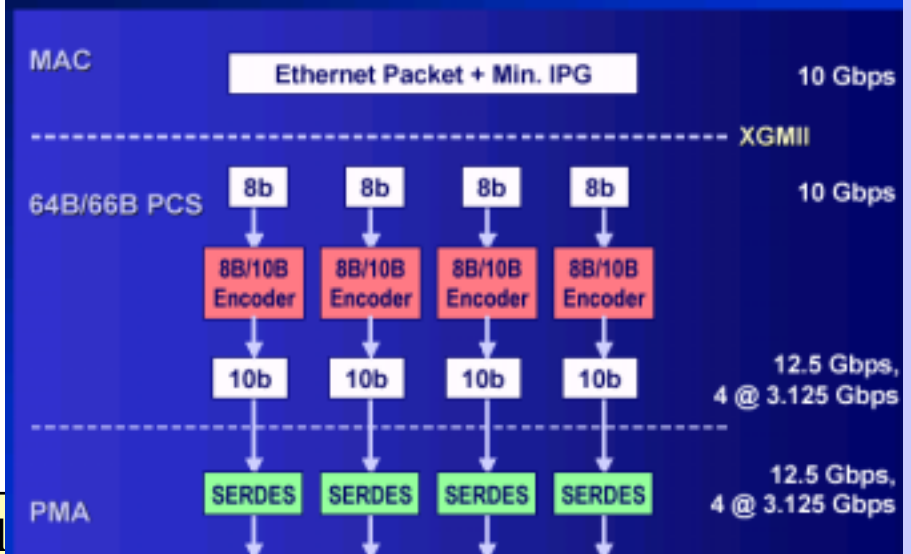 MAC
Ethernet Packet + Min. IPG
10 Gbps
XGMII
64B/66B PCS
8b 8b 8b 8b
10 Gbps
8B/10B 8B/10B 8B/10B 8B/10B
Encoder Encoder Encoder Encoder
10b 10b 10b 10b
12.5 Gbps,
4 @ 3.125 Gbps
PMA
SERDES SERDES SERDES SERDES
12.5 Gbps,
4 @ 3.125 Gbps